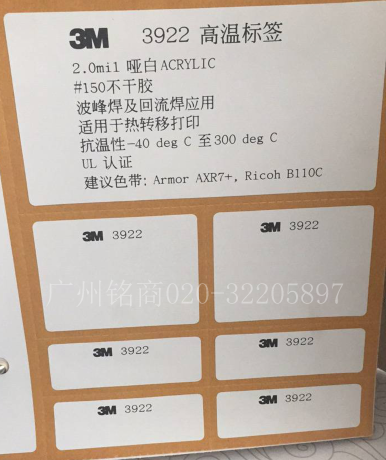 3M 3922 高温标签
2.0mil 哑白ACRYLIC
#150不干胶
波峰焊及回流焊应用
适用于热转移打印
抗温性-40 deg C 至300 deg C
UL 认证
建议色带: Armor AXR7+, Ricoh B110C
3M 3922
3M 3922
广州铭商020-32205897
3M 3922
3M 3922
3M 3922
3M 3922